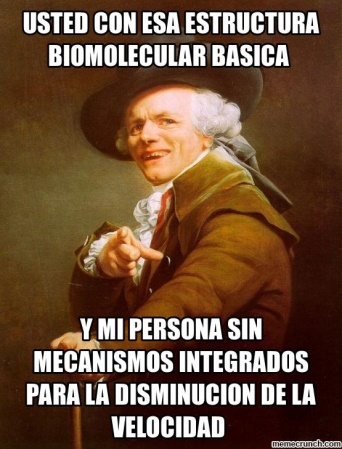 USTED CON ESA ESTRUCTURA
BIOMOLECULAR BASICA
Y MI PERSONA SIN
MECANISMOS INTEGRADOS
PARA LA DISMINUCION DE LA
VELOCIDAD
memecrunch.com